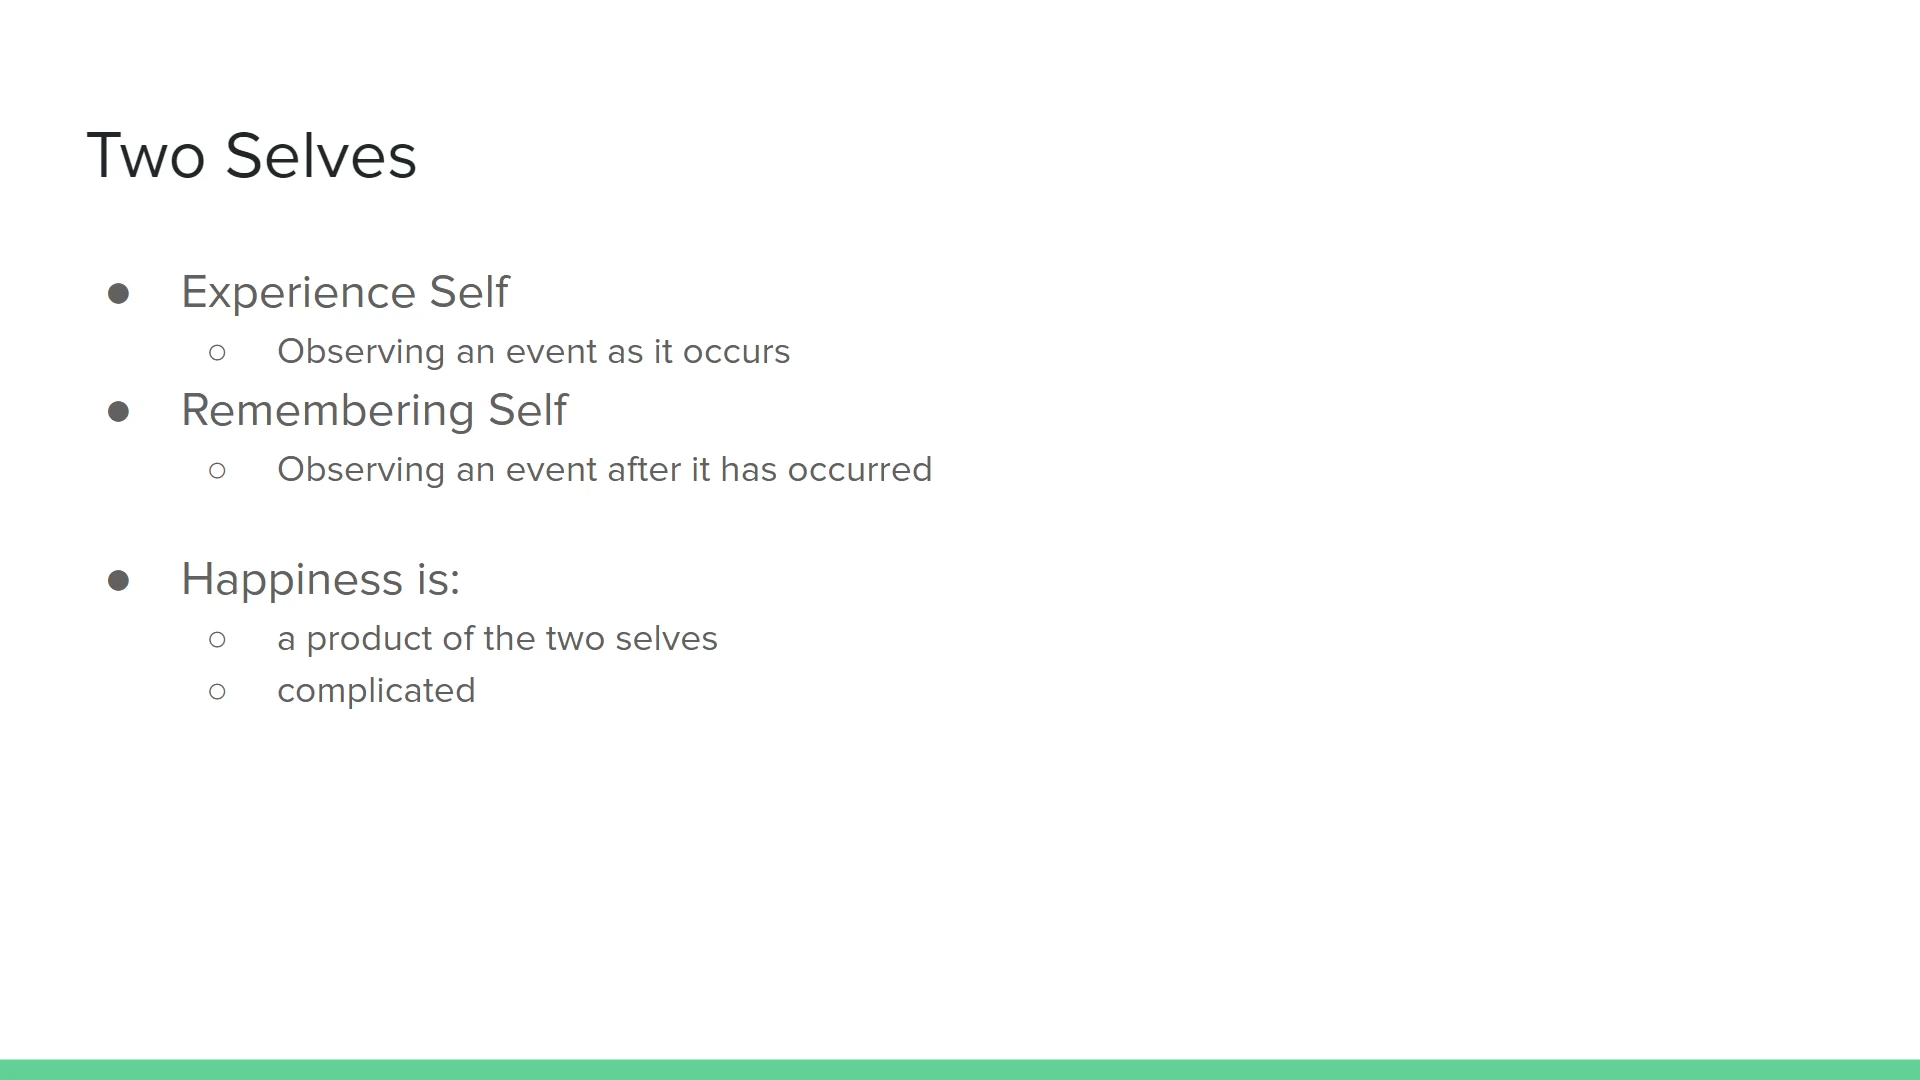 Two Selves
● Experience Self
○ Observing an event as it occurs
● Remembering Self
○ Observing an event after it has occurred
● Happiness is:
○ a product of the two selves
○ complicated